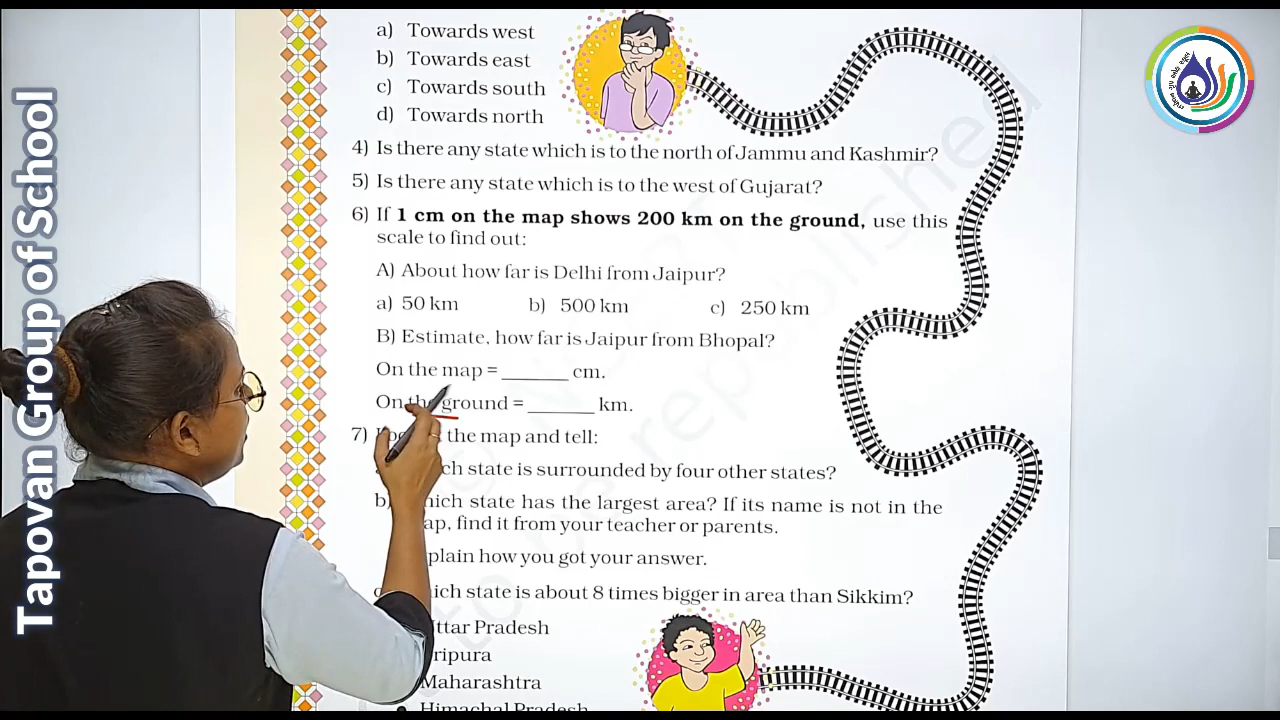 a) Towards west
b) Towards east
c) Towards south
d) Towards north
4) Is there any state which is to the north of Jammu and Kashmir?
5) Is there any state which is to the west of Gujarat?
6) If 1 cm on the map shows 200 km on the ground, use this
scale to find out:
A) About how far is Delhi from Jaipur?
a) 50 km b) 500 km c) 250 km
B) Estimate, how far is Jaipur from Bhopal?
On the map = ______ cm.
On the ground = ______ km.
7) the map and tell:
state is surrounded by four other states?
b) state has the largest area? If its name is not in the
find it from your teacher or parents.
how you got your answer.
state is about 8 times bigger in area than Sikkim?
Pradesh
Maharashtra
Himachal Pradesh
Tapovan Group of School